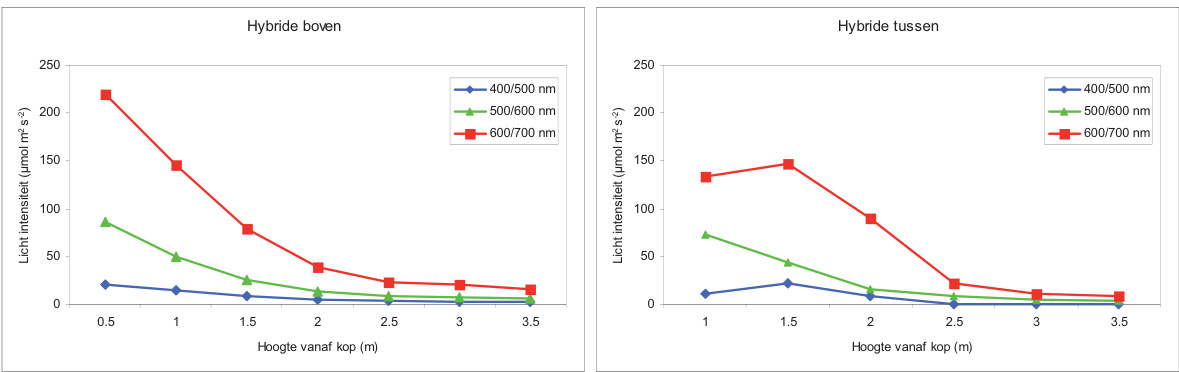 Hybride boven
250
200
150
100
50
0
Licht intensiteit (µmol m² s⁻²)
400/500 nm
500/600 nm
600/700 nm
0.5 1 1.5 2 2.5 3 3.5
Hoogte vanaf kop (m)
Hybride tussen
250
200
150
100
50
0
Licht intensiteit (µmol m² s⁻²)
400/500 nm
500/600 nm
600/700 nm
1 1.5 2 2.5 3 3.5
Hoogte vanaf kop (m)